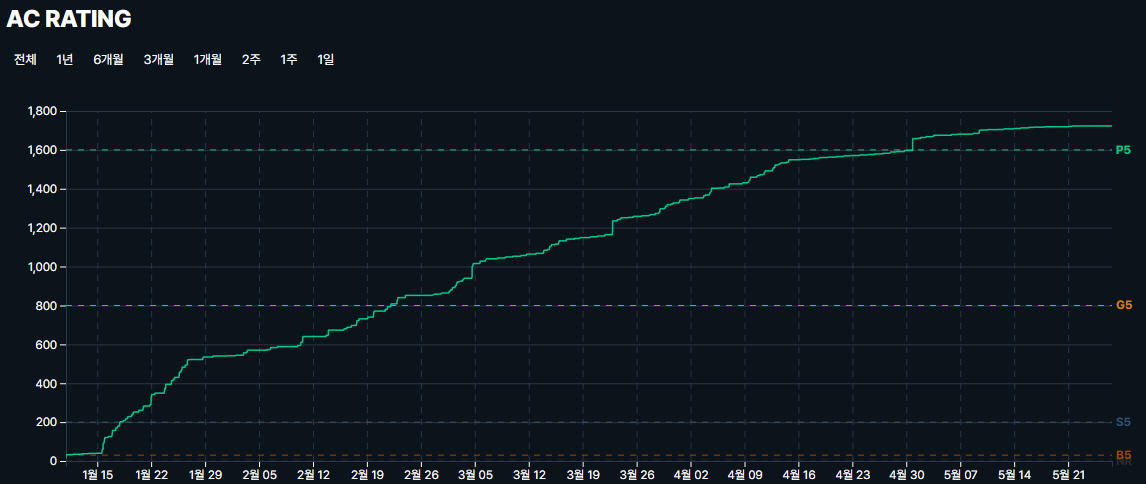 AC RATING
전체 1년 6개월 3개월 1개월 2주 1주 1일
1,800
1,600 P5
1,400
1,200
1,000
800 G5
600
400
200 S5
B5
0 NR
1월 15 1월 22 1월 29 2월 05 2월 12 2월 19 2월 26 3월 05 3월 12 3월 19 3월 26 4월 02 4월 09 4월 16 4월 23 4월 30 5월 07 5월 14 5월 21